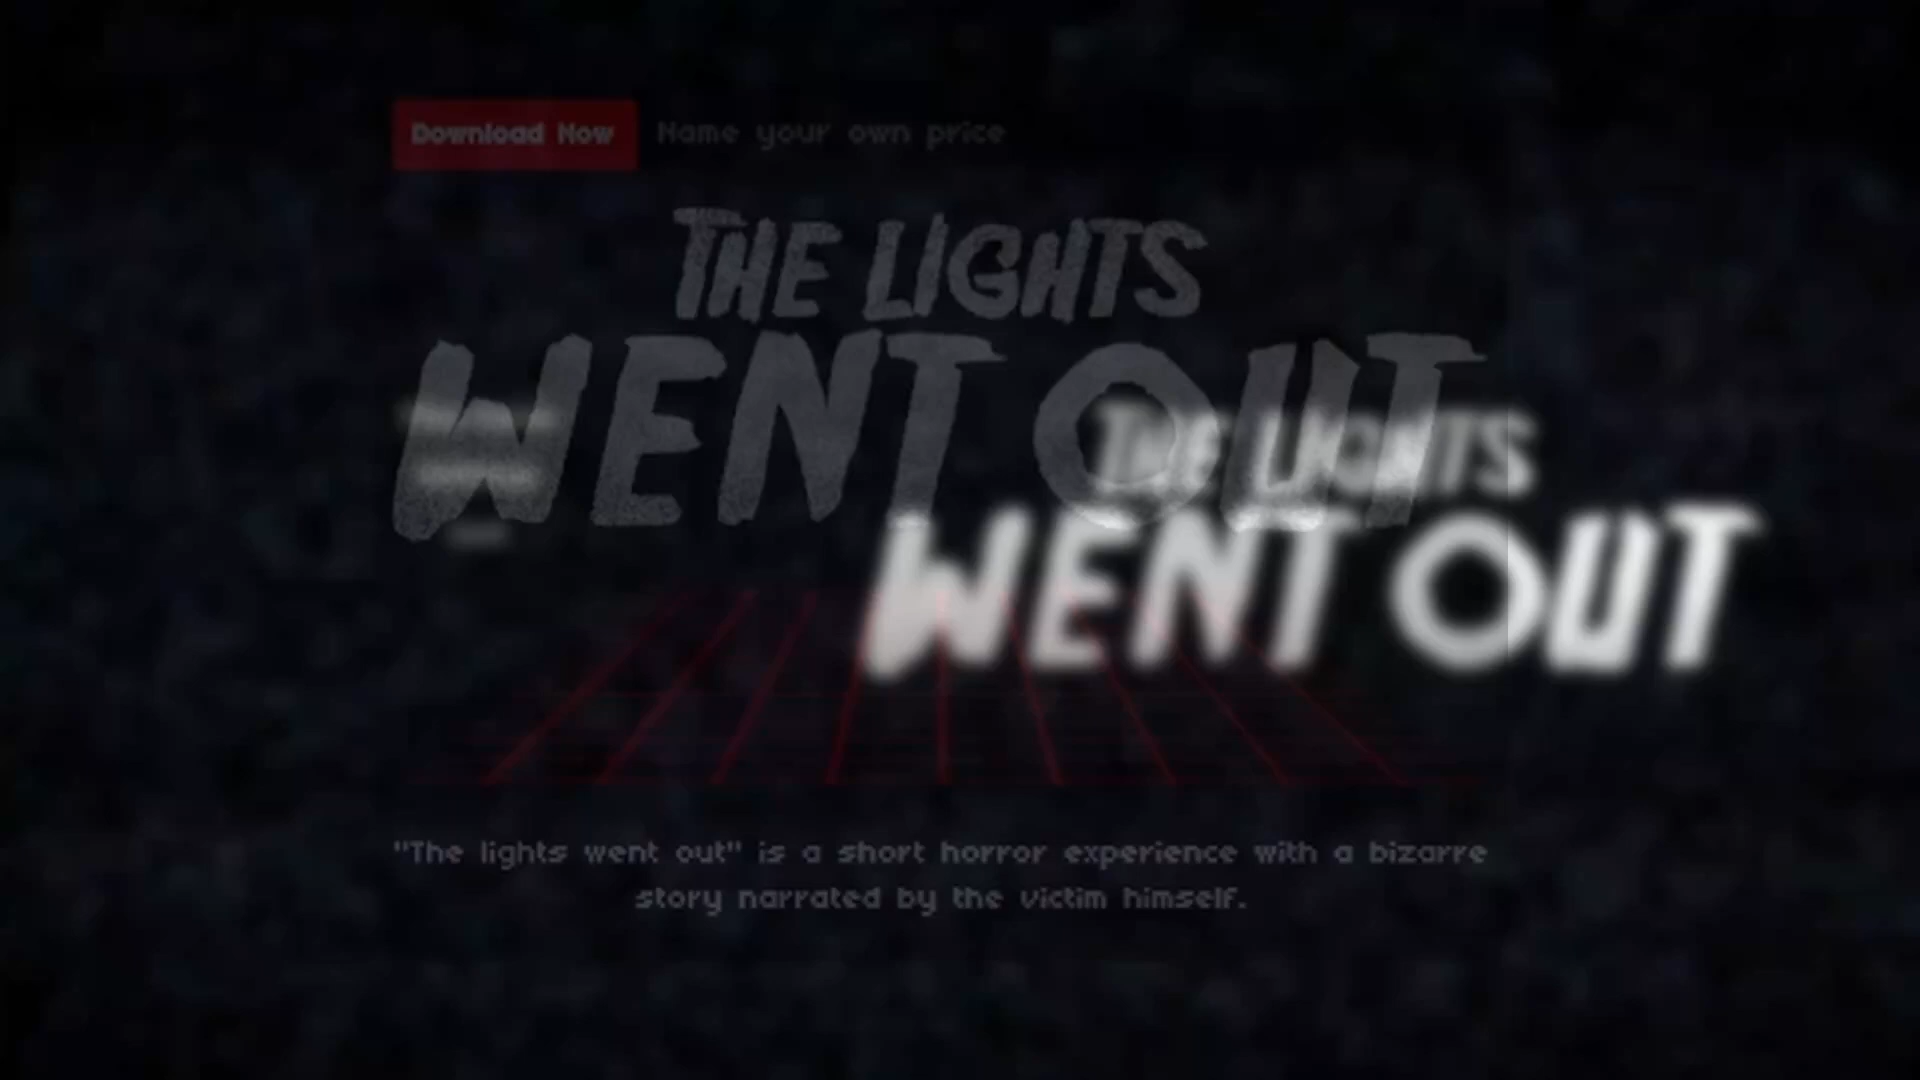 Download Now Name your own price
THE LIGHTS
WENT OUT
THE LIGHTS
WENT OUT
"The lights went out" is a short horror experience with a bizarre
story narrated by the victim himself.